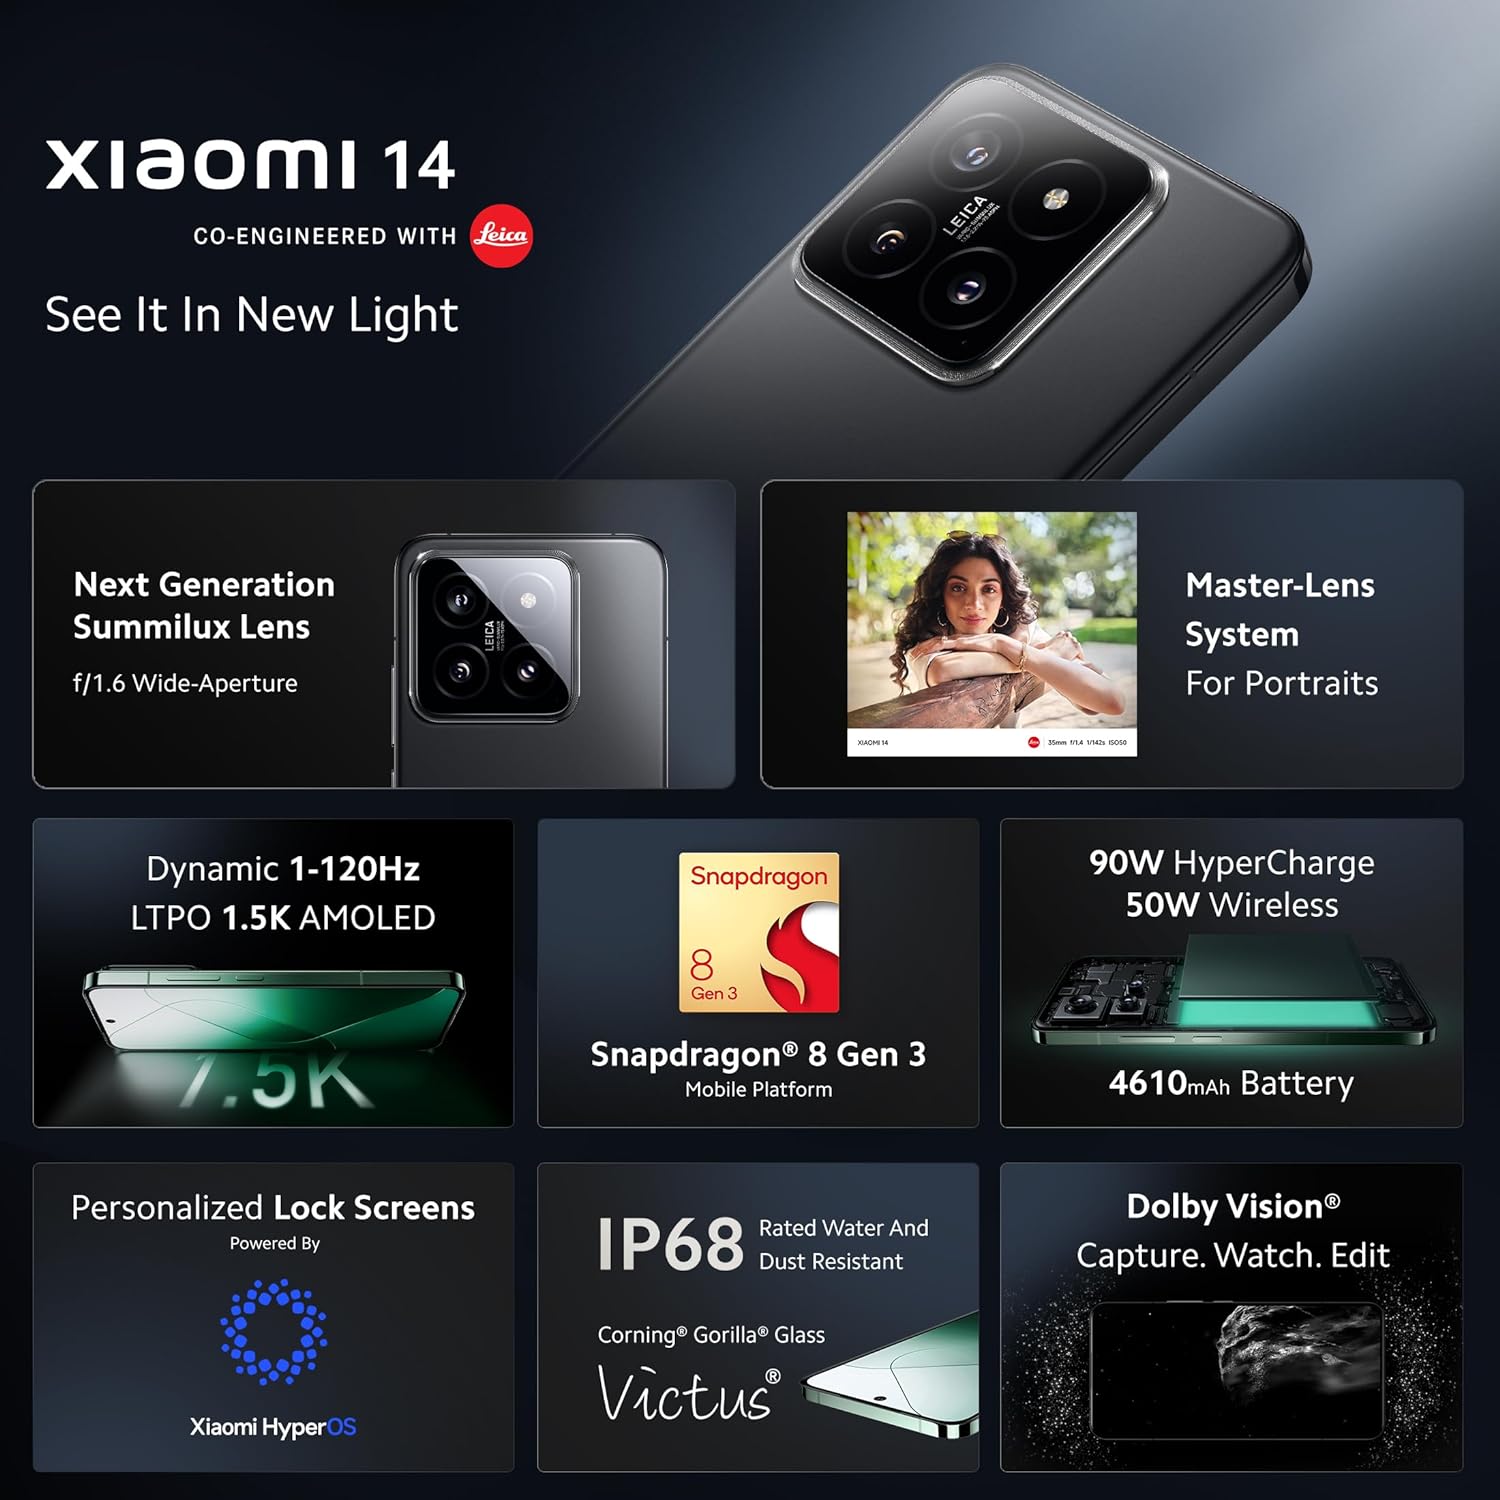 xiaomi 14
CO-ENGINEERED WITH Leica
See It In New Light
LEICA
Next Generation
Summilux Lens
f/1.6 Wide-Aperture
LEICA
XIAOMI 14
Leica 35mm f/1.4 1/142s ISO50
Master-Lens
System
For Portraits
Dynamic 1-120Hz
LTPO 1.5K AMOLED
1.5K
Snapdragon
8
Gen 3
Snapdragon® 8 Gen 3
Mobile Platform
90W HyperCharge
50W Wireless
4610mAh Battery
Personalized Lock Screens
Powered By
Xiaomi HyperOS
IP68 Rated Water And
Dust Resistant
Corning® Gorilla® Glass
Victus®
Dolby Vision®
Capture. Watch. Edit